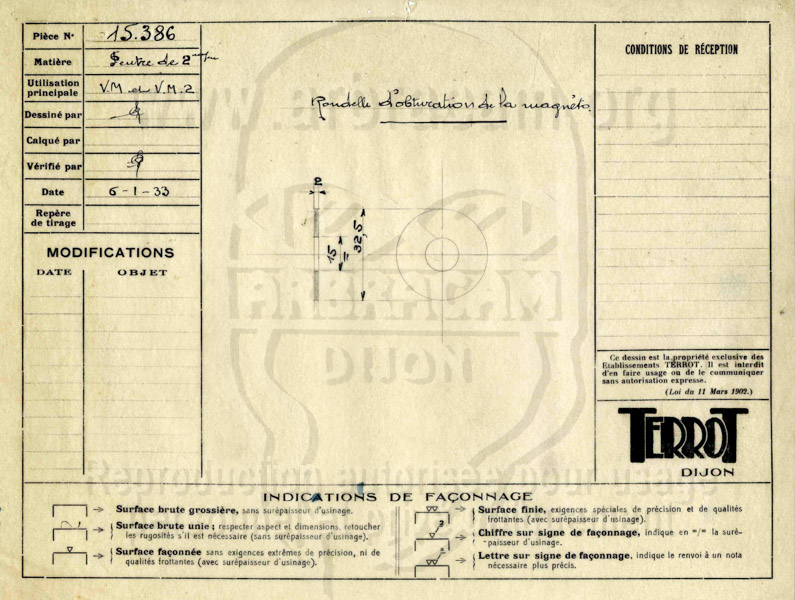 Pièce Nº 15.386
Matière Feutre de 2 m/m
Utilisation principale V.M et V.M.2
Dessiné par
Calqué par
Vérifié par
Date 6-1-33
Repère de tirage
MODIFICATIONS
DATE OBJET
Rondelle d'obturation de la magnéto.
2
15
32,5
CONDITIONS DE RÉCEPTION
Ce dessin est la propriété exclusive des
Etablissements TERROT. Il est interdit
d'en faire usage ou de le communiquer
sans autorisation expresse.
(Loi du 11 Mars 1902.)
TERROT
DIJON
INDICATIONS DE FAÇONNAGE
Surface brute grossière, sans surépaisseur d'usinage.
Surface brute unie ; respecter aspect et dimensions, retoucher
les rugosités s'il est nécessaire (sans surépaisseur d'usinage).
Surface façonnée sans exigences extrêmes de précision, ni de
qualités frottantes (avec surépaisseur d'usinage).
Surface finie, exigences spéciales de précision et de qualités
frottantes (avec surépaisseur d'usinage).
Chiffre sur signe de façonnage, indique en m/m la suré-
paisseur d'usinage.
Lettre sur signe de façonnage, indique le renvoi à un nota
nécessaire plus précis.
AREHACAM
DIJON
Reproduction autorisée pour usage